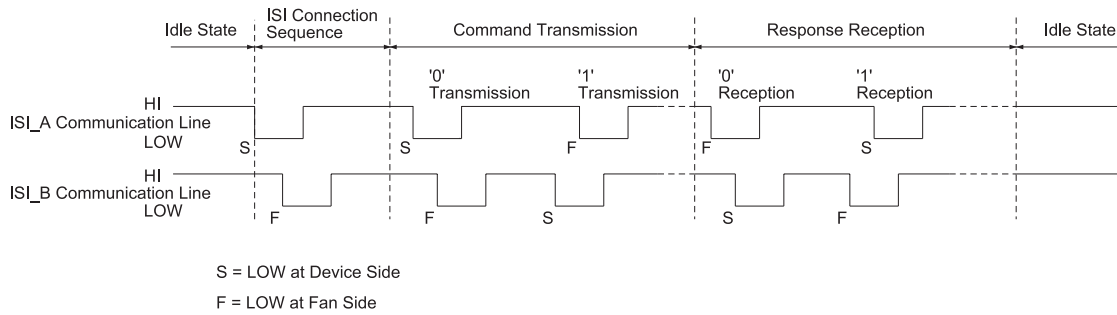 Idle State
ISI Connection
Sequence
Command Transmission
Response Reception
Idle State
'0'
Transmission
'1'
Transmission
'0'
Reception
'1'
Reception
HI
ISI_A Communication Line
LOW
S
S
F
F
S
HI
ISI_B Communication Line
LOW
F
F
S
S
F
S = LOW at Device Side
F = LOW at Fan Side